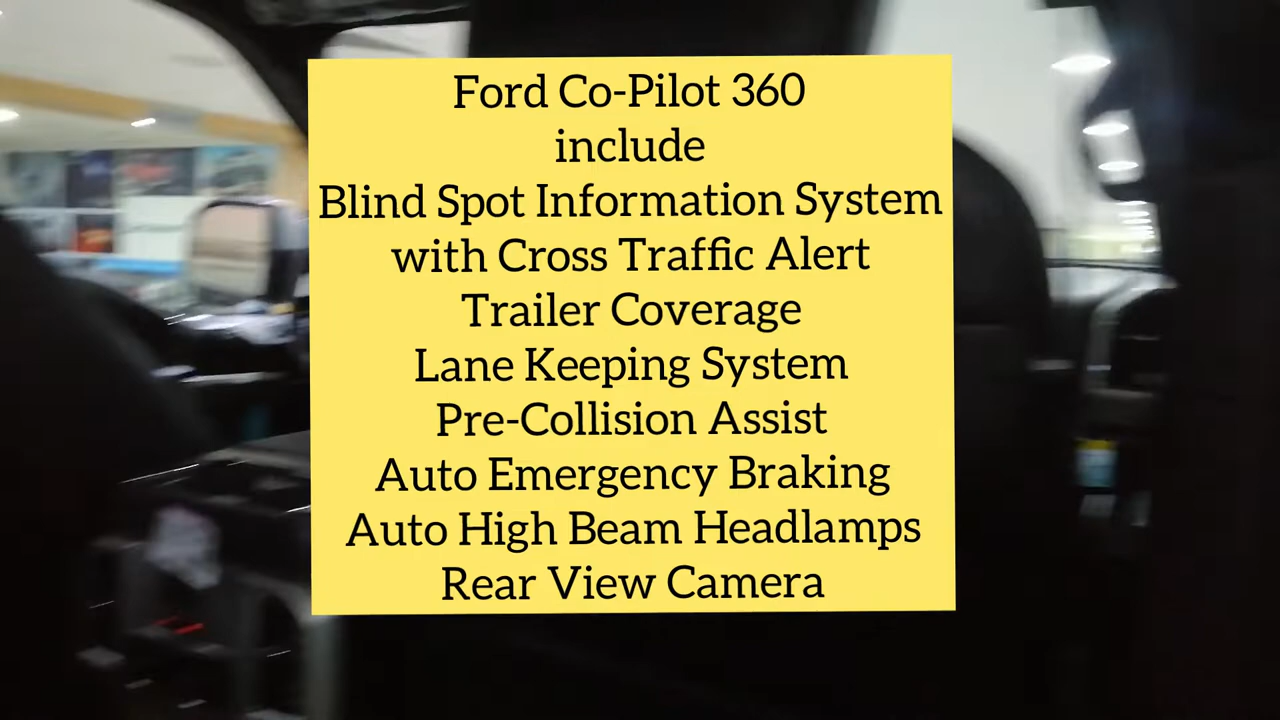 Ford Co-Pilot 360
include
Blind Spot Information System
with Cross Traffic Alert
Trailer Coverage
Lane Keeping System
Pre-Collision Assist
Auto Emergency Braking
Auto High Beam Headlamps
Rear View Camera